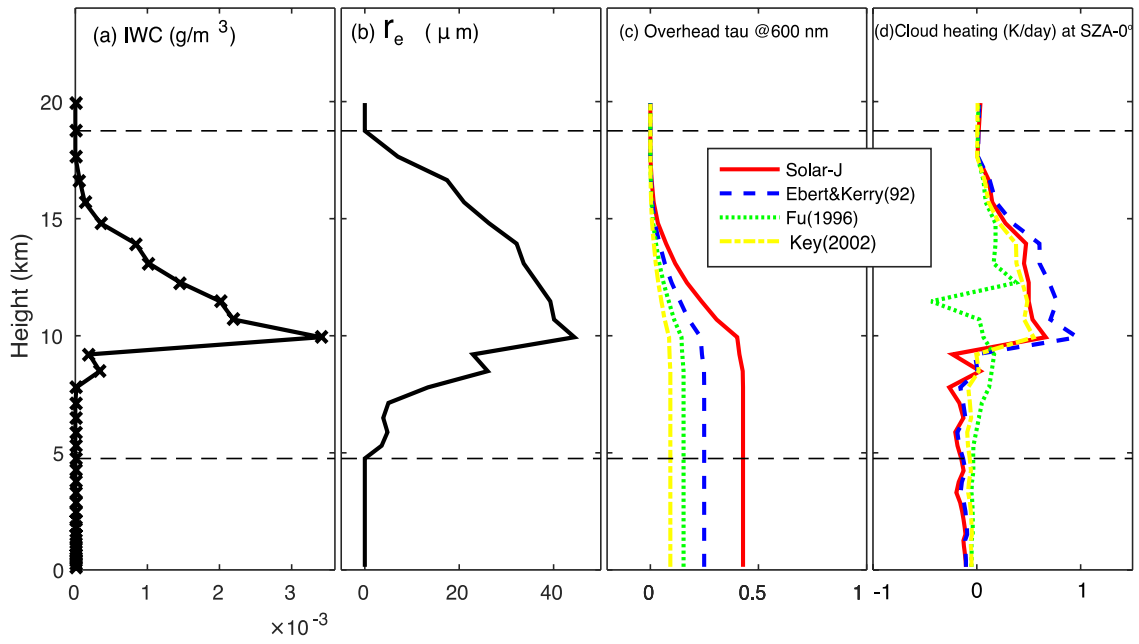 (a) IWC (g/m 3)
(b) re ( μ m)
(c) Overhead tau @600 nm
(d)Cloud heating (K/day) at SZA-0°
Height (km)
20
15
10
5
0
Solar-J
Ebert&Kerry(92)
Fu(1996)
Key(2002)
0 1 2 3
×10 -3
0 20 40
0 0.5 1
-1 0 1